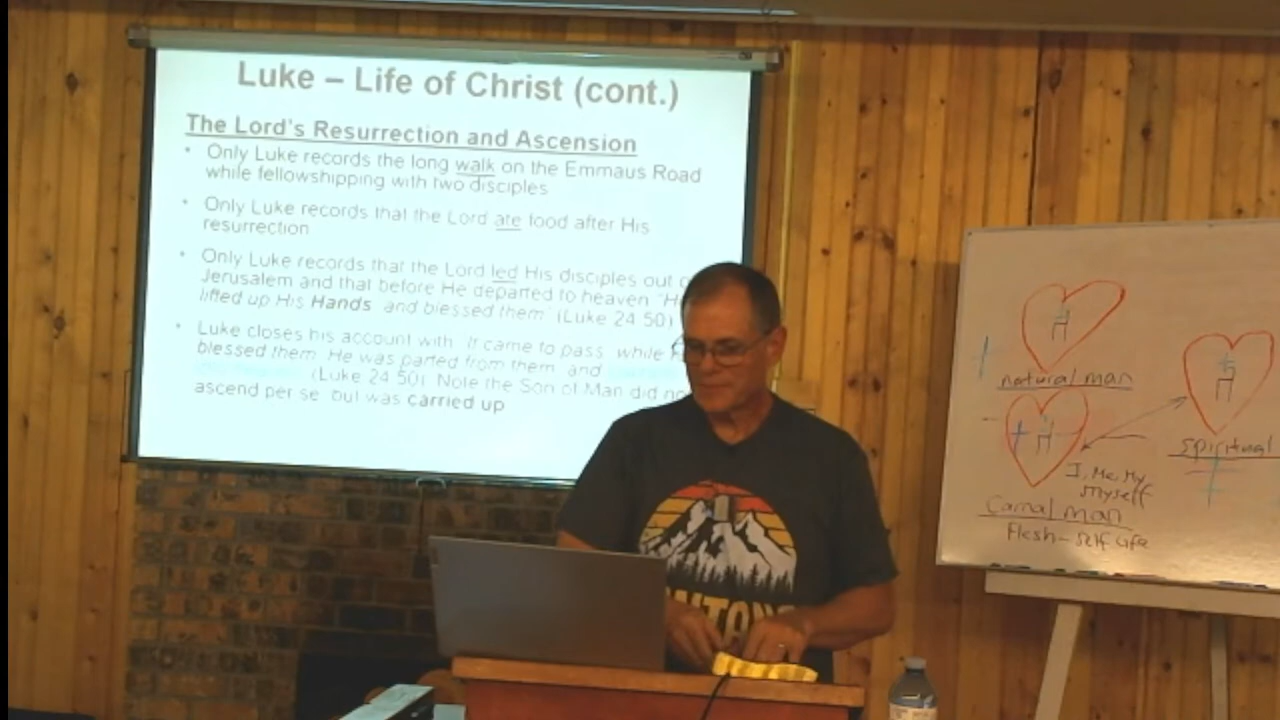 Luke – Life of Christ (cont.)
The Lord's Resurrection and Ascension
• Only Luke records the long walk on the Emmaus Road
while fellowshipping with two disciples
• Only Luke records that the Lord ate food after His
resurrection
• Only Luke records that the Lord led His disciples out
Jerusalem and that before He departed to heaven "He
lifted up His Hands and blessed them" (Luke 24:50)
• Luke closes his account with "it came to pass, while
blessed them, He was parted from them and
(Luke 24:50). Note the Son of Man did
ascend per se, but was carried up
natural man
I, Me, My,
Myself
Carnal man
Flesh - Self Life
Spiritual